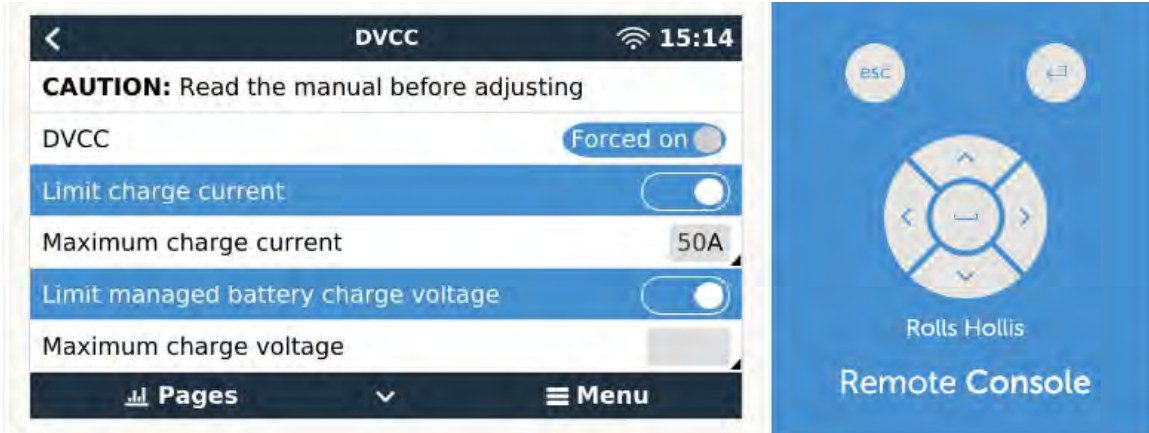 DVCC 15:14
CAUTION: Read the manual before adjusting
DVCC Forced on
Limit charge current
Maximum charge current 50A
Limit managed battery charge voltage
Maximum charge voltage
Pages Menu
esc
Rolls Hollis
Remote Console